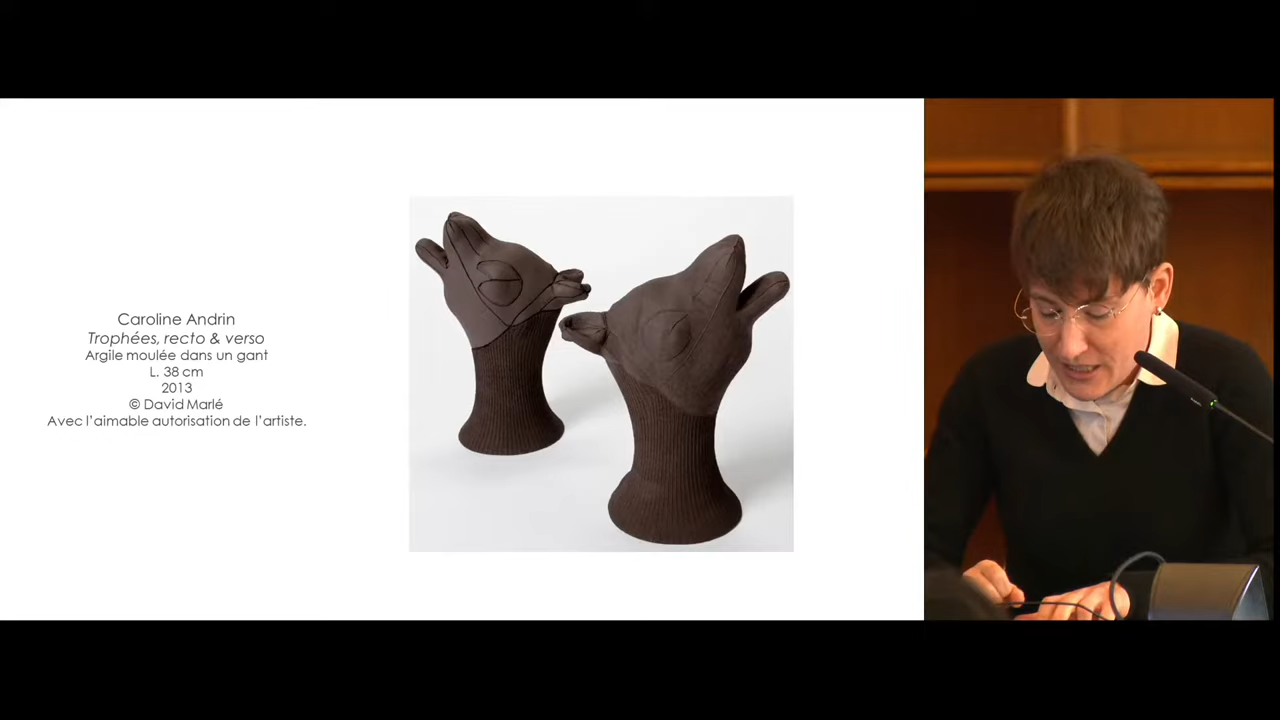 Caroline Andrin
Trophées, recto & verso
Argile moulée dans un gant
L. 38 cm
2013
© David Marlé
Avec l'aimable autorisation de l'artiste.